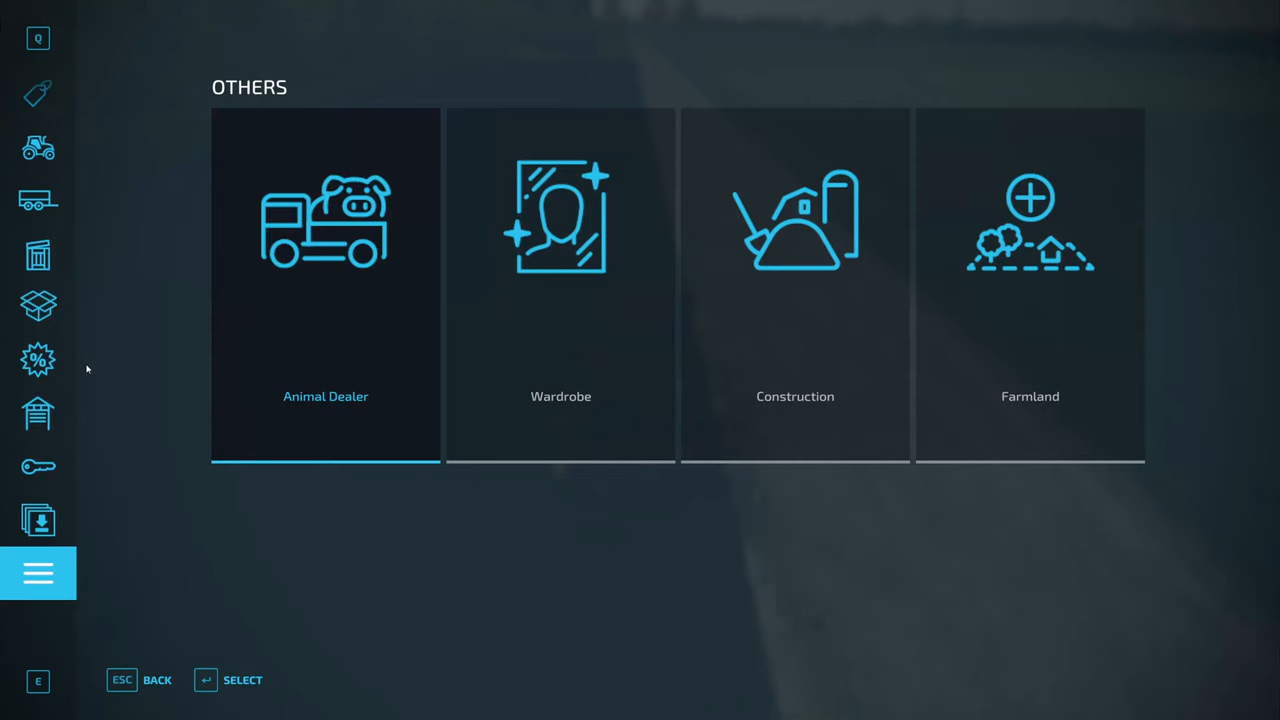 Q
OTHERS
%
Animal Dealer
Wardrobe
Construction
Farmland
E
ESC BACK
SELECT